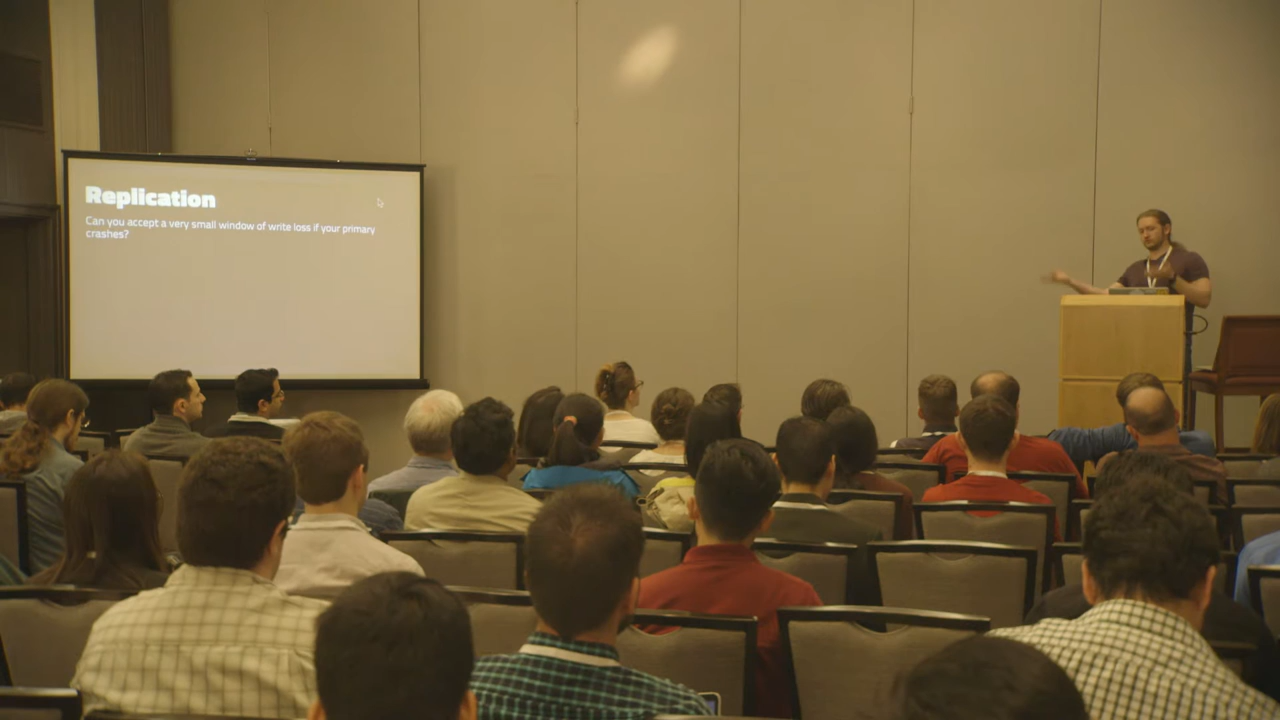 Replication
Can you accept a very small window of write loss if your primary
crashes?